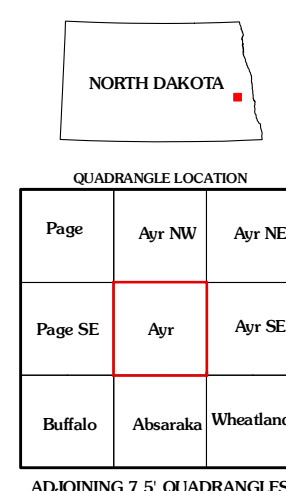 NORTH DAKOTA
QUADRANGLE LOCATION
Page Ayr NW Ayr NE
Page SE Ayr Ayr SE
Buffalo Absaraka Wheatland
ADJOINING 7.5' QUADRANGLES